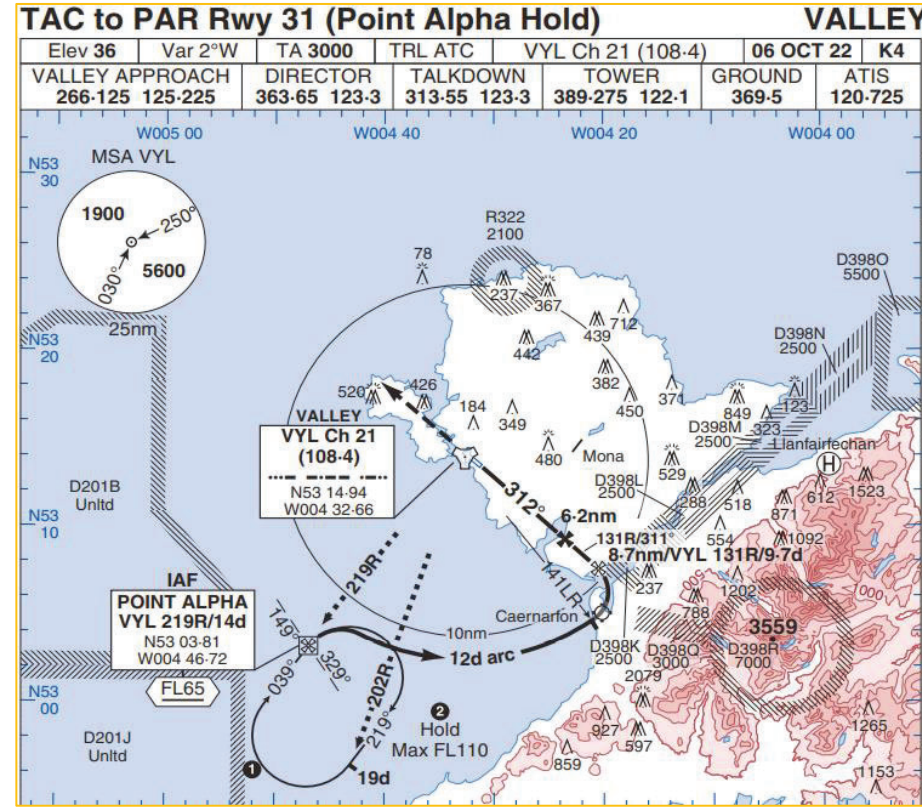 TAC to PAR Rwy 31 (Point Alpha Hold)
VALLEY
Elev 36
Var 2°W
TA 3000
TRL ATC
VYL Ch 21 (108·4)
06 OCT 22
K4
VALLEY APPROACH
266·125 125·225
DIRECTOR
363·65 123·3
TALKDOWN
313·55 123·3
TOWER
389·275 122·1
GROUND
369·5
ATIS
120·725
W005 00
W004 40
W004 20
W004 00
N53
30
MSA VYL
1900
250°
030°
5600
25nm
R322
2100
78
237
367
D398O
5500
712
439
D398N
2500
N53
20
442
382
450
371
520
426
184
349
849
123
D398M
2500
323
VALLEY
VYL Ch 21
(108·4)
N53 14·94
W004 32·66
480
Mona
529
Llanfairfechan
H
D201B
Unltd
312°
D398L
2500
288
518
612
1523
871
N53
10
6·2nm
131R/311°
8·7nm/VYL 131R/9·7d
554
1092
219R
141LR
237
1202
000
IAF
POINT ALPHA
VYL 219R/14d
N53 03·81
W004 46·72
FL65
149°
329°
039°
10nm
12d arc
Caernarfon
788
3559
D398R
7000
D398K
2500
D398Q
3000
2079
N53
00
202R
219°
2
Hold
Max FL110
D201J
Unltd
1
19d
927
597
859
1265
1153